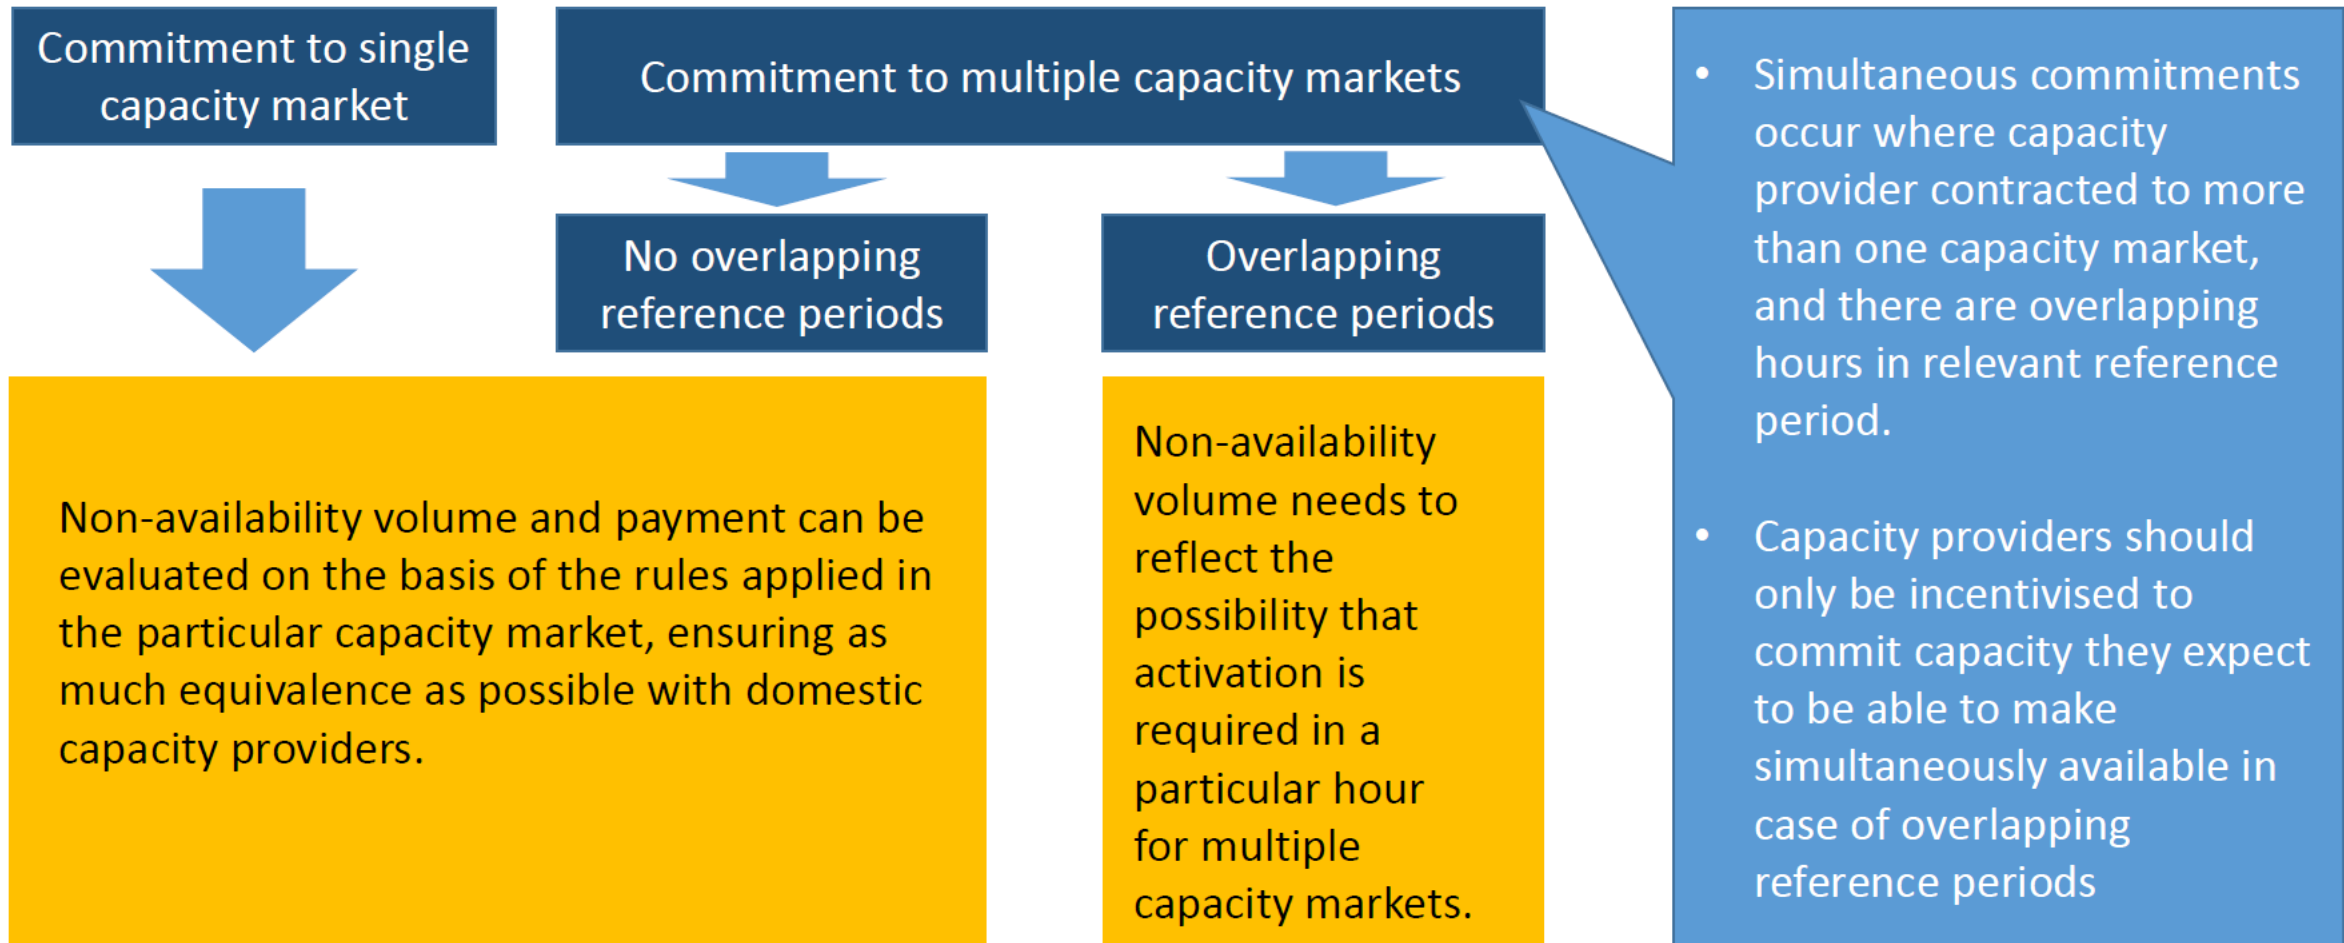 Commitment to single
capacity market
Commitment to multiple capacity markets
No overlapping
reference periods
Overlapping
reference periods
Non-availability volume and payment can be
evaluated on the basis of the rules applied in
the particular capacity market, ensuring as
much equivalence as possible with domestic
capacity providers.
Non-availability
volume needs to
reflect the
possibility that
activation is
required in a
particular hour
for multiple
capacity markets.
• Simultaneous commitments
occur where capacity
provider contracted to more
than one capacity market,
and there are overlapping
hours in relevant reference
period.
• Capacity providers should
only be incentivised to
commit capacity they expect
to be able to make
simultaneously available in
case of overlapping
reference periods